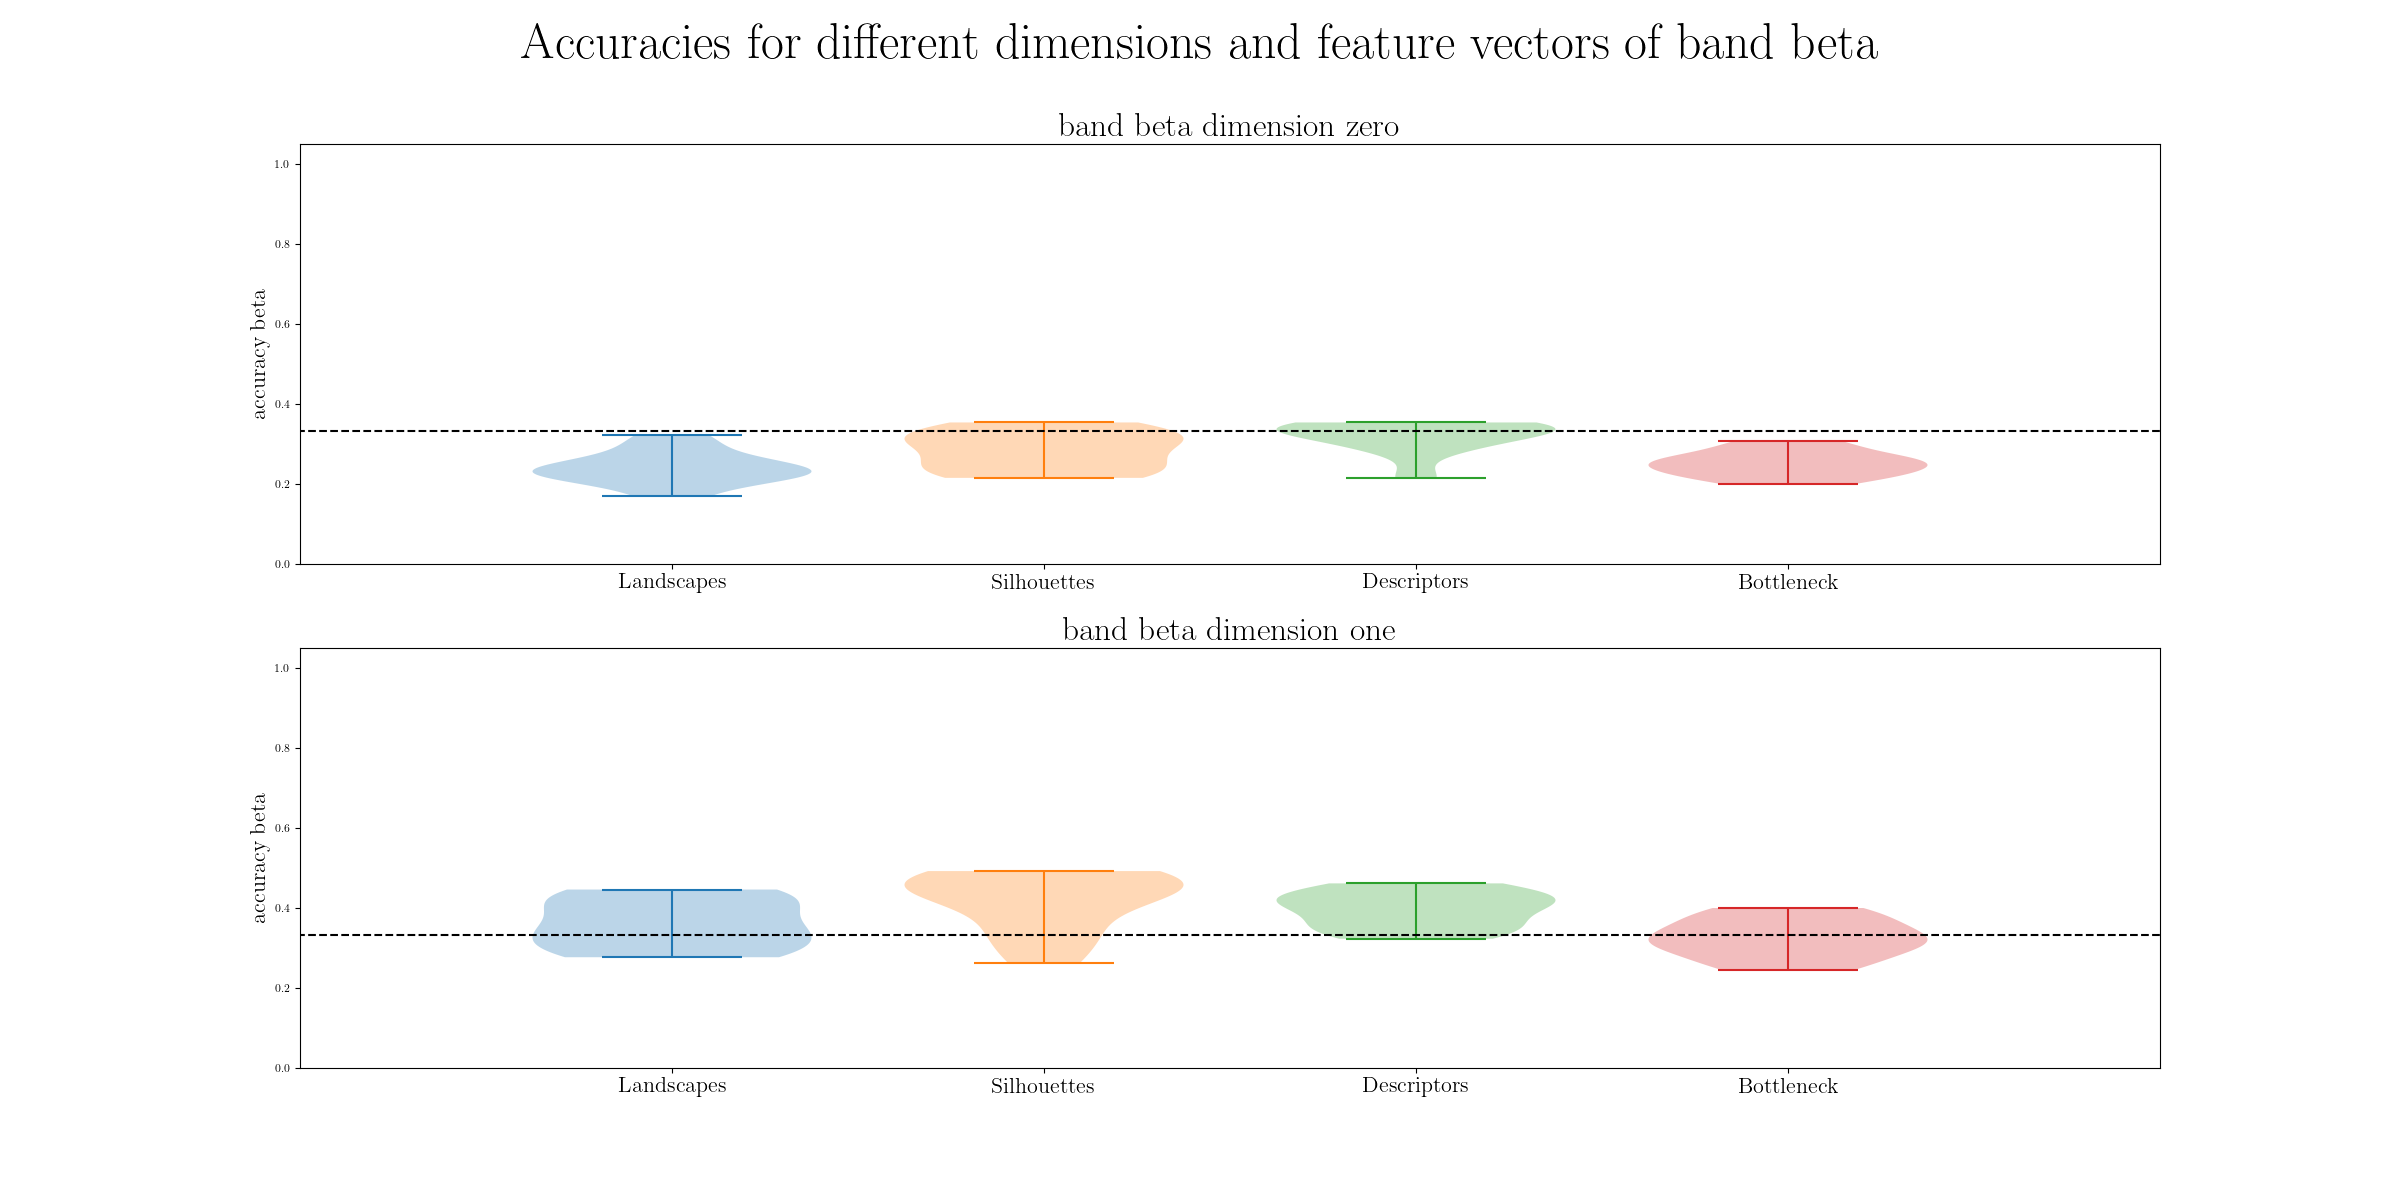 Accuracies for different dimensions and feature vectors of band beta
band beta dimension zero
1.0
0.8
0.6
0.4
0.2
0.0
accuracy beta
Landscapes Silhouettes Descriptors Bottleneck
band beta dimension one
1.0
0.8
0.6
0.4
0.2
0.0
accuracy beta
Landscapes Silhouettes Descriptors Bottleneck